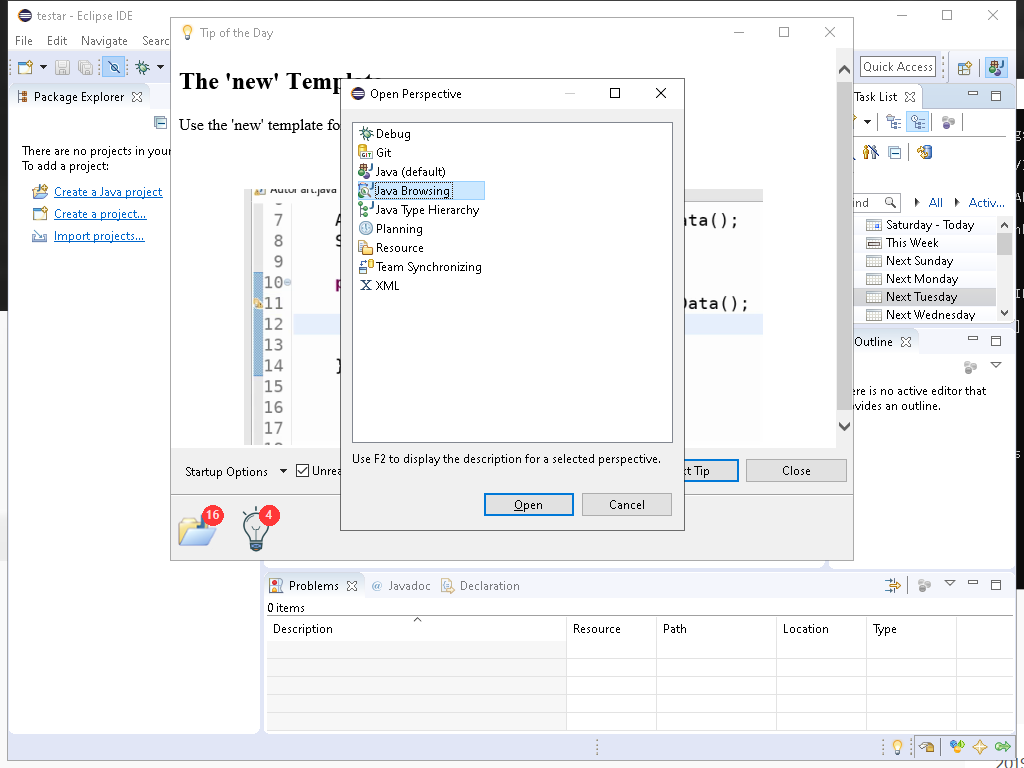 testar - Eclipse IDE
File Edit Navigate Searc
Tip of the Day
Quick Access
Package Explorer
There are no projects in your
To add a project:
Create a Java project
Create a project...
Import projects...
The 'new' Template
Use the 'new' template fo
7
8
9
10
11
12
13
14
15
16
17
ata();
Data();
Startup Options
Unrea
t Tip
Close
16
4
Open Perspective
Debug
Git
Java (default)
Java Browsing
Java Type Hierarchy
Planning
Resource
Team Synchronizing
XML
Use F2 to display the description for a selected perspective.
Open
Cancel
Task List
ind
All
Activ...
Saturday - Today
This Week
Next Sunday
Next Monday
Next Tuesday
Next Wednesday
Outline
ere is no active editor that
vides an outline.
Problems
@ Javadoc
Declaration
0 items
Description Resource Path Location Type
2019